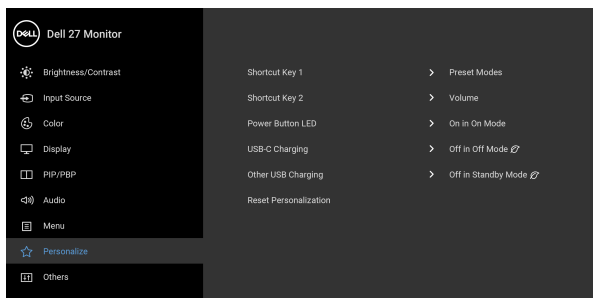 DELL Dell 27 Monitor
Brightness/Contrast
Input Source
Color
Display
PIP/PBP
Audio
Menu
Personalize
Others
Shortcut Key 1 > Preset Modes
Shortcut Key 2 > Volume
Power Button LED > On in On Mode
USB-C Charging > Off in Off Mode
Other USB Charging > Off in Standby Mode
Reset Personalization